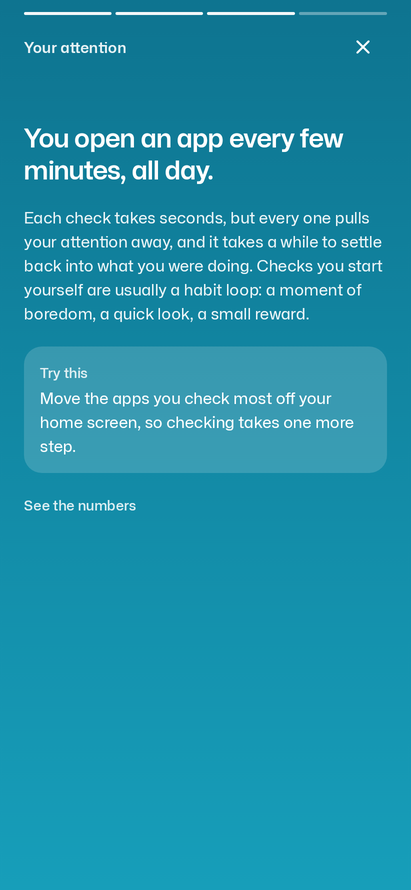 Your attention
You open an app every few
minutes, all day.
Each check takes seconds, but every one pulls
your attention away, and it takes a while to settle
back into what you were doing. Checks you start
yourself are usually a habit loop: a moment of
boredom, a quick look, a small reward.
Try this
Move the apps you check most off your
home screen, so checking takes one more
step.
See the numbers